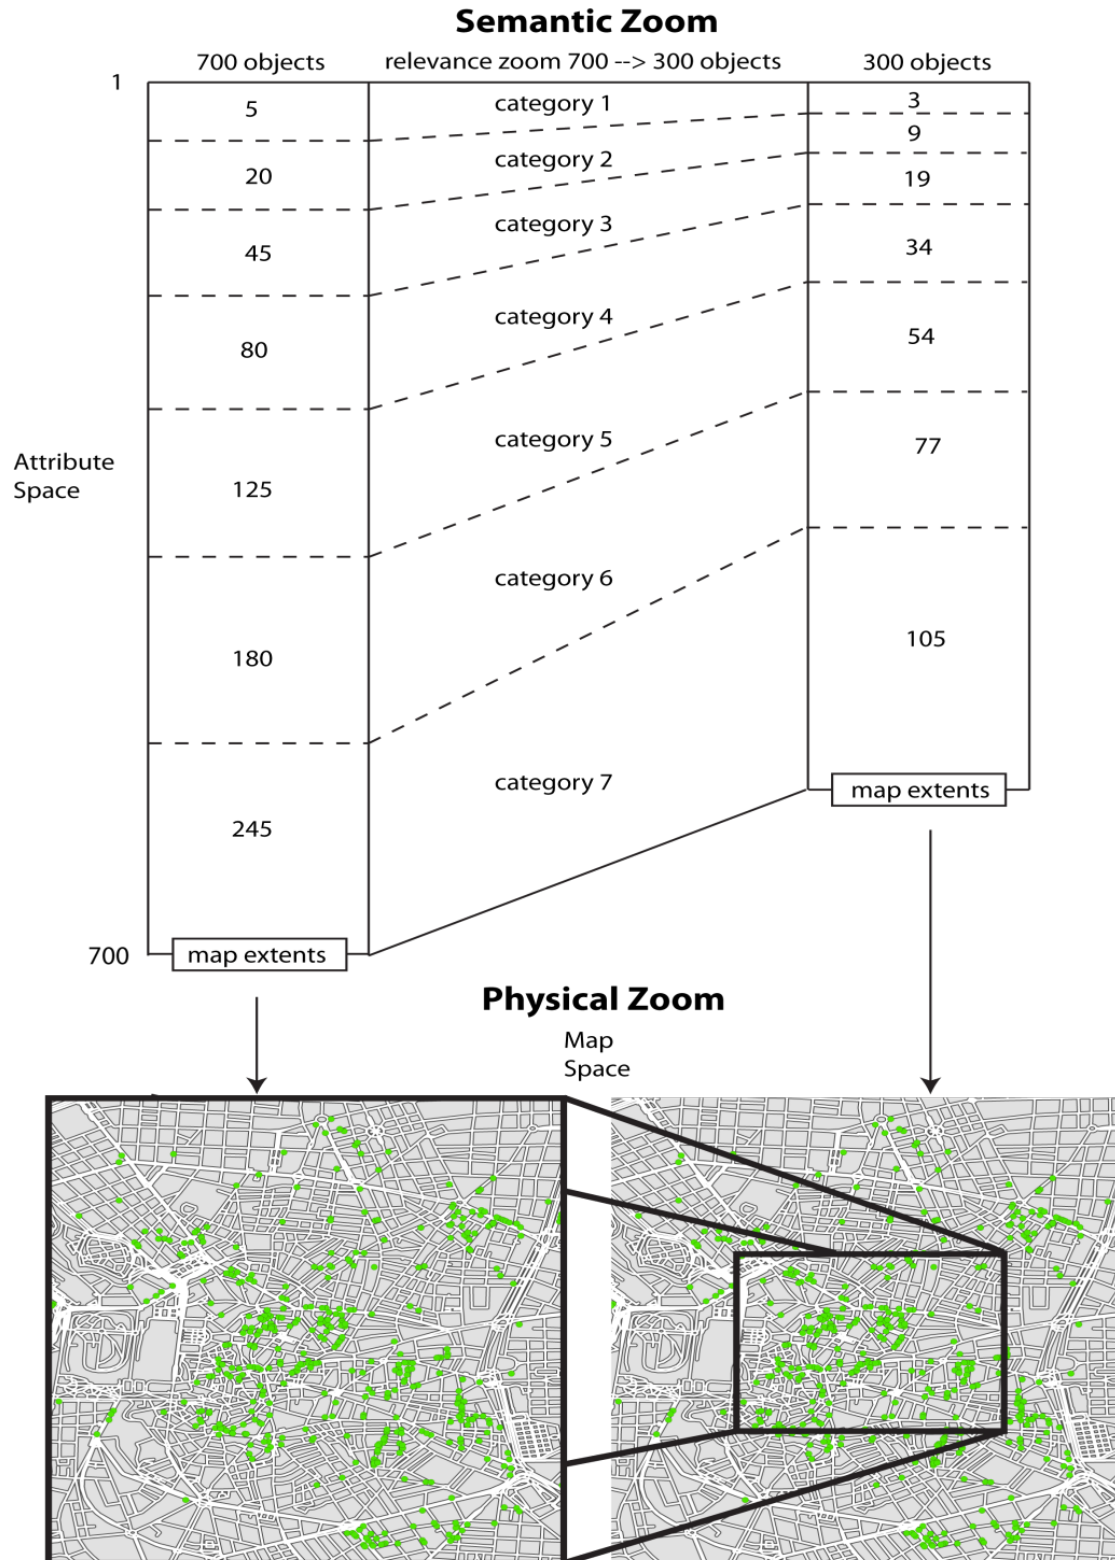 Semantic Zoom
700 objects relevance zoom 700 --> 300 objects 300 objects
1
5 category 1 3
9
20 category 2 19
45 category 3 34
80 category 4 54
Attribute
Space
125 category 5 77
180 category 6 105
245 category 7
map extents
700 map extents
Physical Zoom
Map
Space